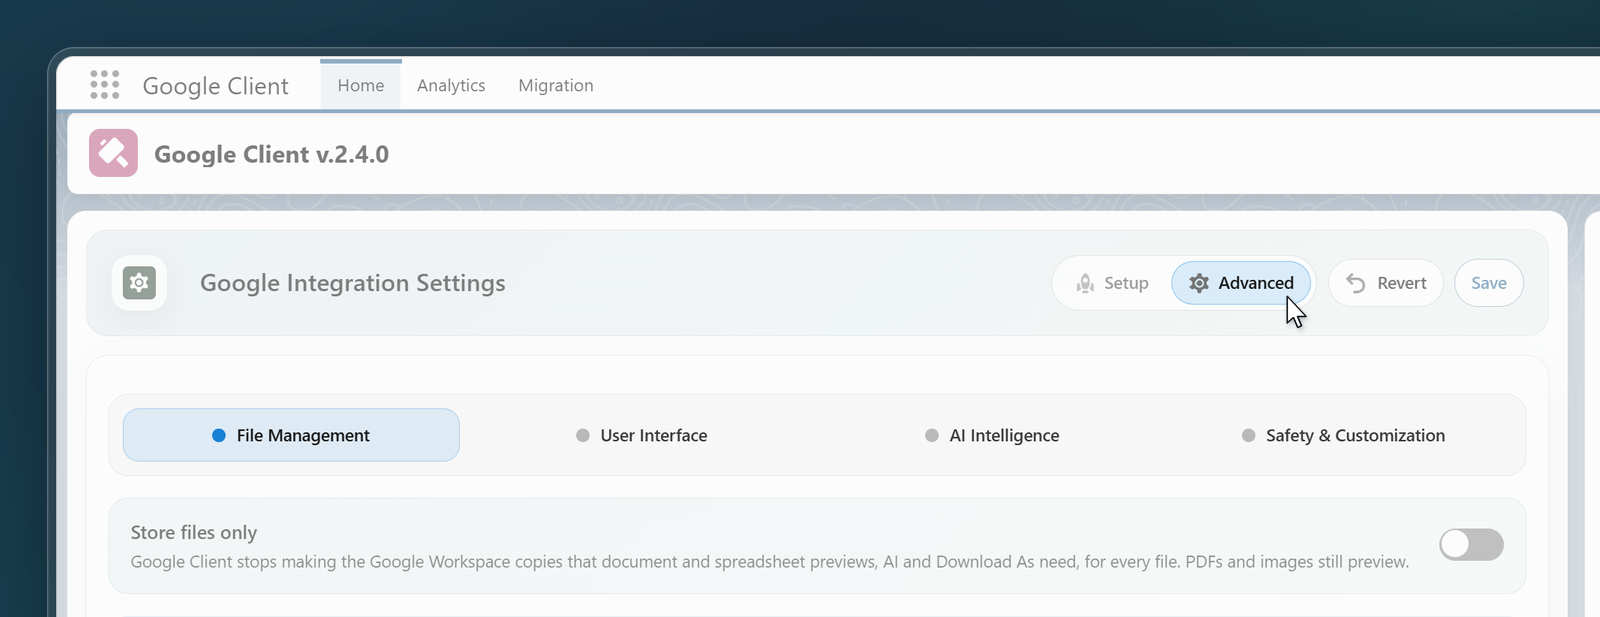 Google Client
Home
Analytics
Migration
Google Client v.2.4.0
Google Integration Settings
Setup
Advanced
Revert
Save
File Management
User Interface
AI Intelligence
Safety & Customization
Store files only
Google Client stops making the Google Workspace copies that document and spreadsheet previews, AI and Download As need, for every file. PDFs and images still preview.